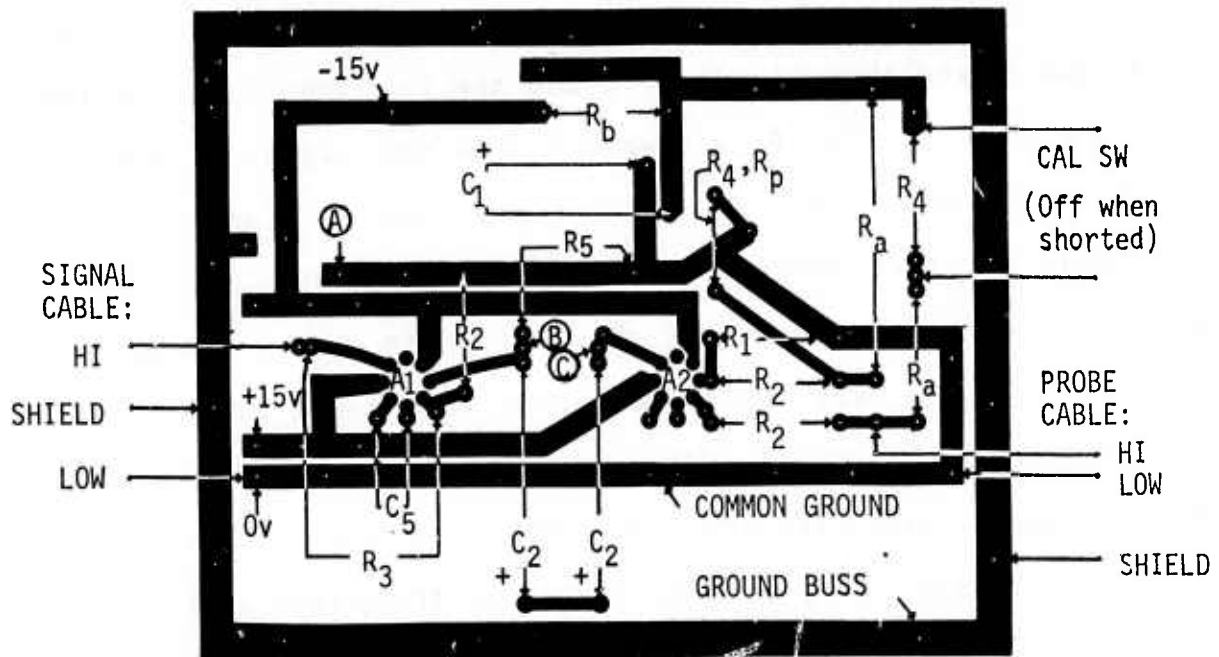 -15v
R_b
+
C_1
R_4, R_p
CAL SW
(Off when
shorted)
R_4
R_a
Ⓐ
R_5
SIGNAL
CABLE:
HI
R_2
Ⓑ
Ⓒ
R_1
A_1
A_2
R_2
R_a
PROBE
CABLE:
SHIELD
+15v
R_2
HI
LOW
LOW
0v
C_5
COMMON GROUND
R_3
C_2
C_2
+
+
GROUND BUSS
SHIELD